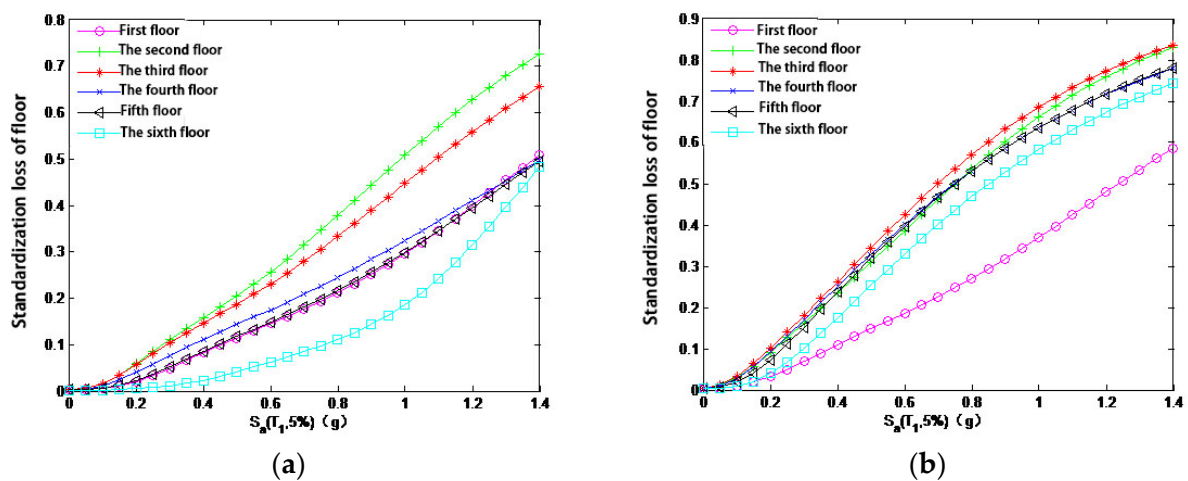 0.8
0.7
0.6
0.5
0.4
0.3
0.2
0.1
0
Standardization loss of floor
First floor
The second floor
The third floor
The fourth floor
Fifth floor
The sixth floor
0 0.2 0.4 0.6 0.8 1 1.2 1.4
Sa(T1,5%) (g)
(a)
0.9
0.8
0.7
0.6
0.5
0.4
0.3
0.2
0.1
0
Standardization loss of floor
First floor
The second floor
The third floor
The fourth floor
Fifth floor
The sixth floor
0 0.2 0.4 0.6 0.8 1 1.2 1.4
Sa(T1,5%) (g)
(b)